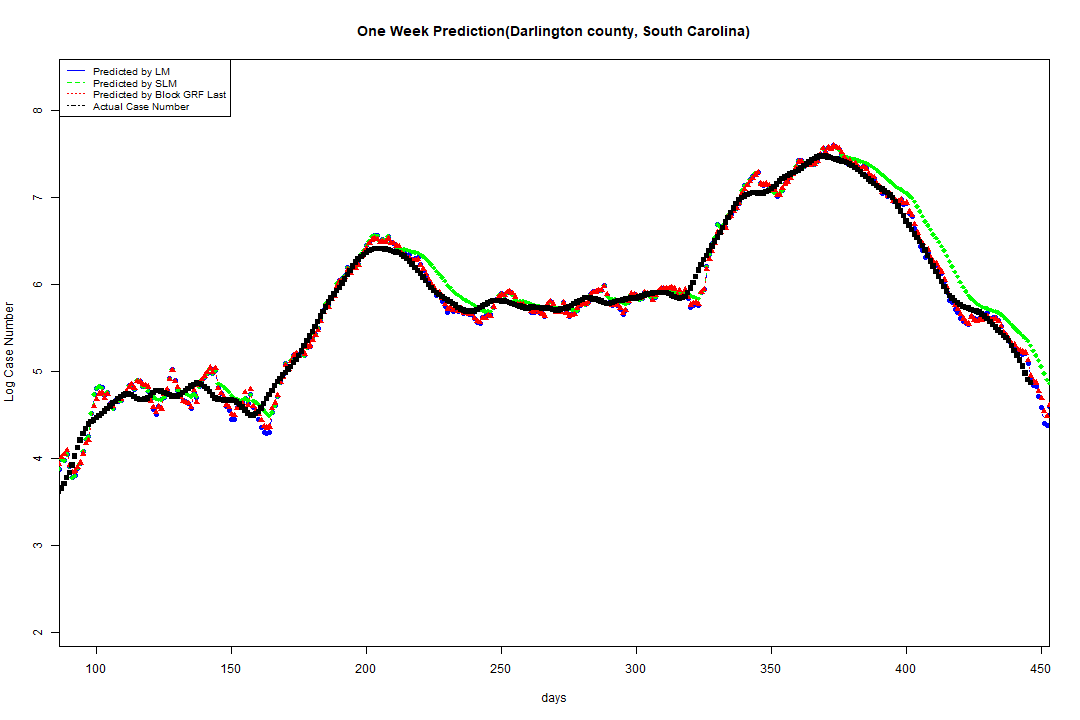 One Week Prediction(Darlington county, South Carolina)
Predicted by LM
Predicted by SLM
Predicted by Block GRF Last
Actual Case Number
8
7
6
5
4
3
2
Log Case Number
100 150 200 250 300 350 400 450
days